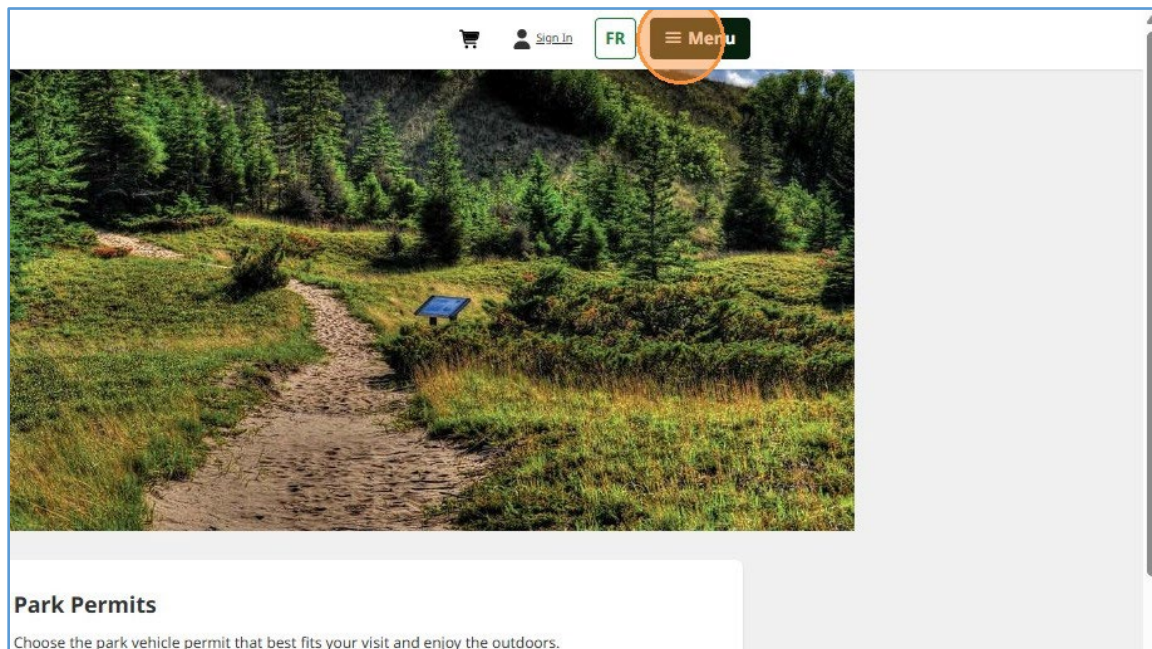 Sign In
FR
Menu
Park Permits
Choose the park vehicle permit that best fits your visit and enjoy the outdoors.